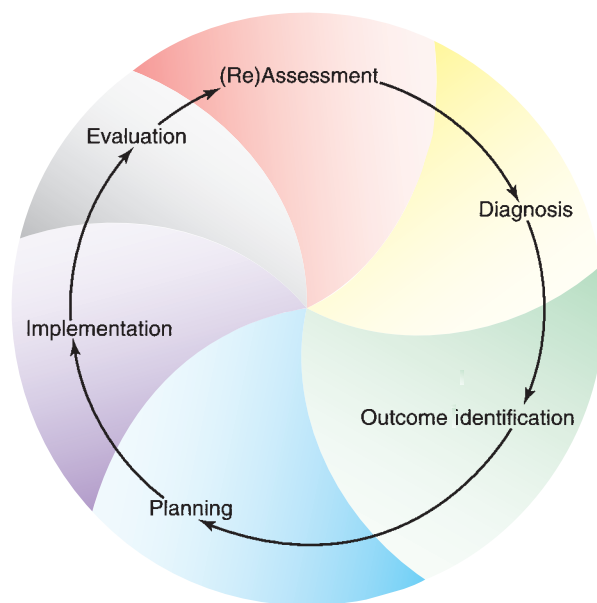 (Re)Assessment
Diagnosis
Outcome identification
Planning
Implementation
Evaluation